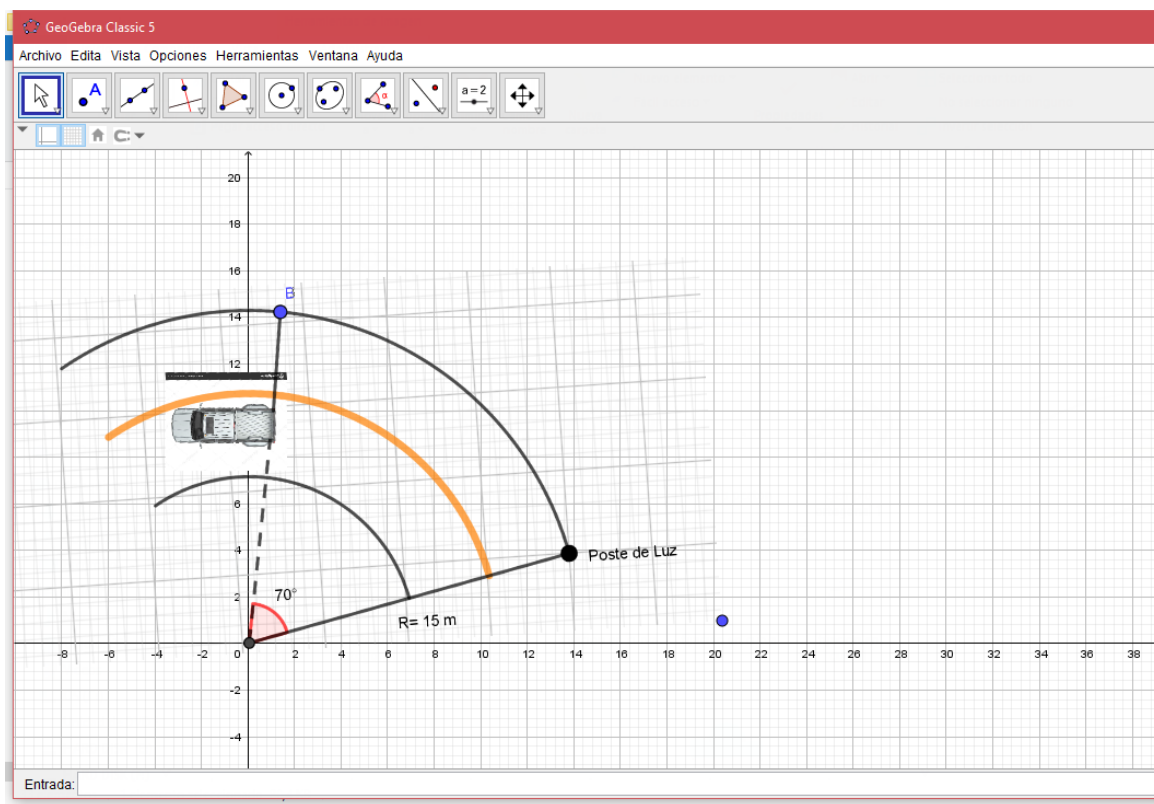 GeoGebra Classic 5
Archivo Edita Vista Opciones Herramientas Ventana Ayuda
A
α
a = 2
20
18
16
B
14
12
6
4
Poste de Luz
2
70°
R= 15 m
-8 -6 -4 -2 0 2 4 6 8 10 12 14 16 18 20 22 24 26 28 30 32 34 36 38
-2
-4
Entrada: